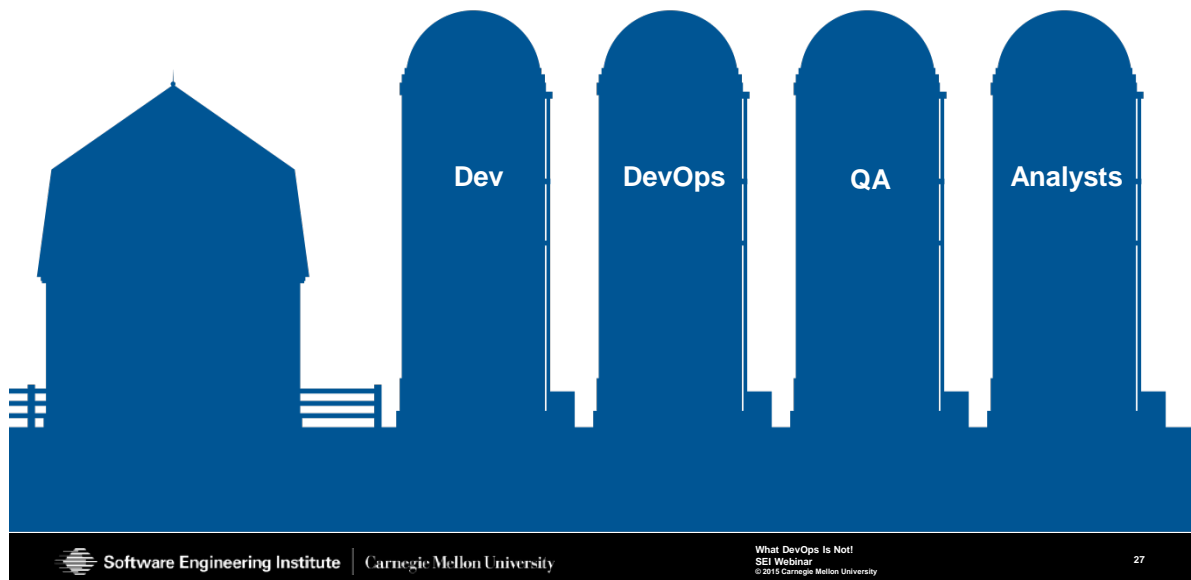 Dev
DevOps
QA
Analysts
Software Engineering Institute
Carnegie Mellon University
What DevOps Is Not!
SEI Webinar
© 2015 Carnegie Mellon University
27